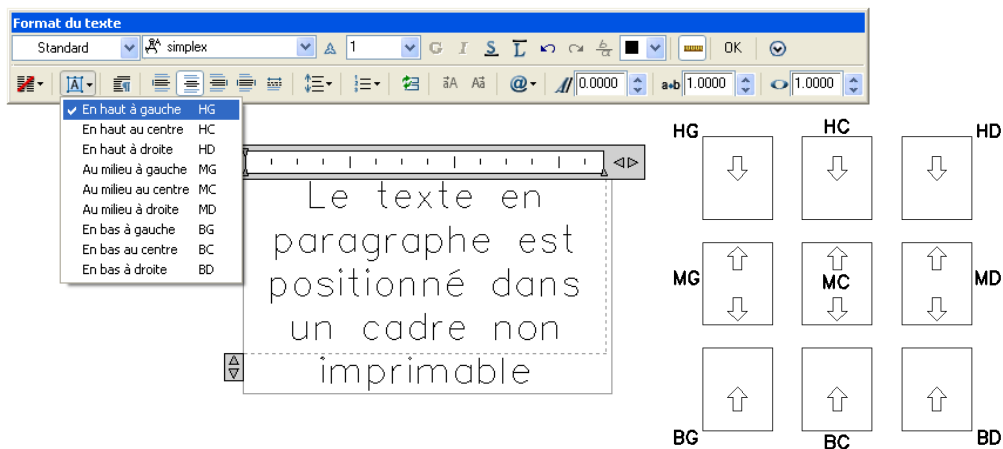 Format du texte
Standard simplex 1 G I S L OK
aA Aa @ 0.0000 a•b 1.0000 1.0000
En haut à gauche HG
En haut au centre HC
En haut à droite HD
Au milieu à gauche MG
Au milieu au centre MC
Au milieu à droite MD
En bas à gauche BG
En bas au centre BC
En bas à droite BD
Le texte en
paragraphe est
positionné dans
un cadre non
imprimable
HG HC HD
MG MC MD
BG BC BD